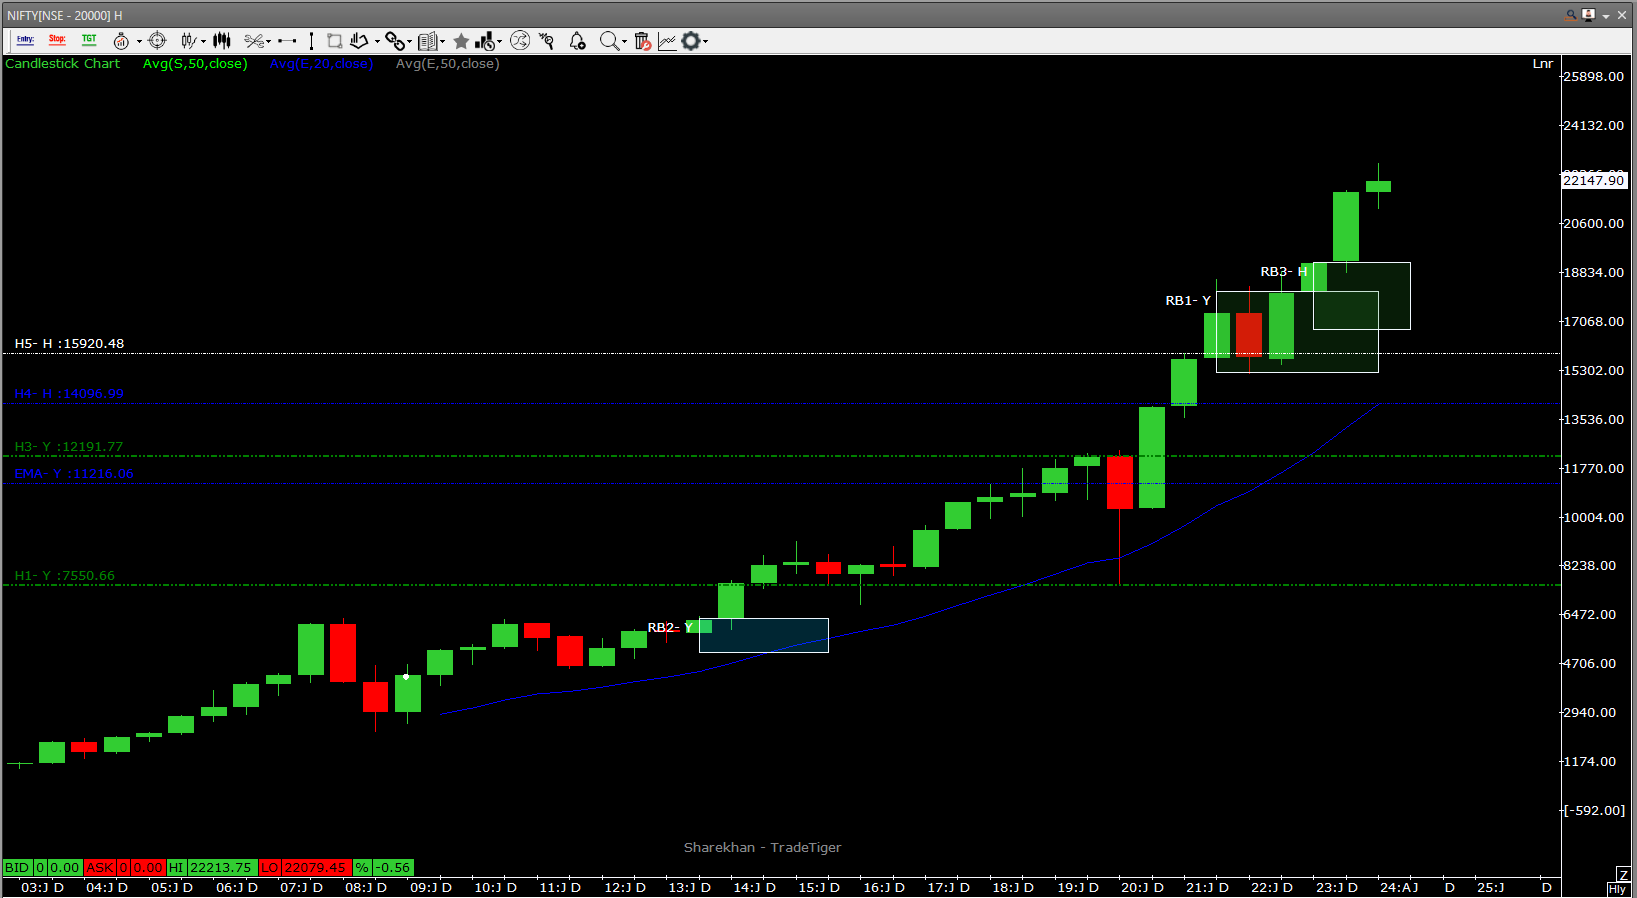 NIFTY[NSE - 20000] H
Entry: Stop: TGT
Candlestick Chart Avg(S,50,close) Avg(E,20,close) Avg(E,50,close) Lnr
25898.00
24132.00
22147.90
20600.00
RB3- H 18834.00
RB1- Y
17068.00
H5- H :15920.48
15302.00
H4- H :14096.99
13536.00
H3- Y :12191.77
11770.00
EMA- Y :11216.06
10004.00
8238.00
H1- Y :7550.66
6472.00
RB2- Y
4706.00
2940.00
1174.00
[-592.00]
Sharekhan - TradeTiger
BID 0 0.00 ASK 0 0.00 HI 22213.75 LO 22079.45 % -0.56
Z
03:J D 04:J D 05:J D 06:J D 07:J D 08:J D 09:J D 10:J D 11:J D 12:J D 13:J D 14:J D 15:J D 16:J D 17:J D 18:J D 19:J D 20:J D 21:J D 22:J D 23:J D 24:AJ D 25:J D
Hly